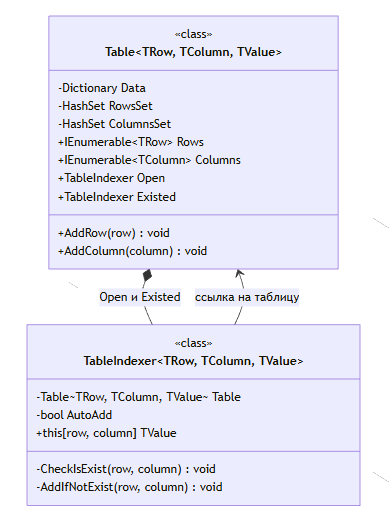 «class»
Table<TRow, TColumn, TValue>
-Dictionary Data
-HashSet RowsSet
-HashSet ColumnsSet
+IEnumerable<TRow> Rows
+IEnumerable<TColumn> Columns
+TableIndexer Open
+TableIndexer Existed
+AddRow(row) : void
+AddColumn(column) : void
Open и Existed
ссылка на таблицу
«class»
TableIndexer<TRow, TColumn, TValue>
-Table~TRow, TColumn, TValue~ Table
-bool AutoAdd
+this[row, column] TValue
-CheckIsExist(row, column) : void
-AddIfNotExist(row, column) : void